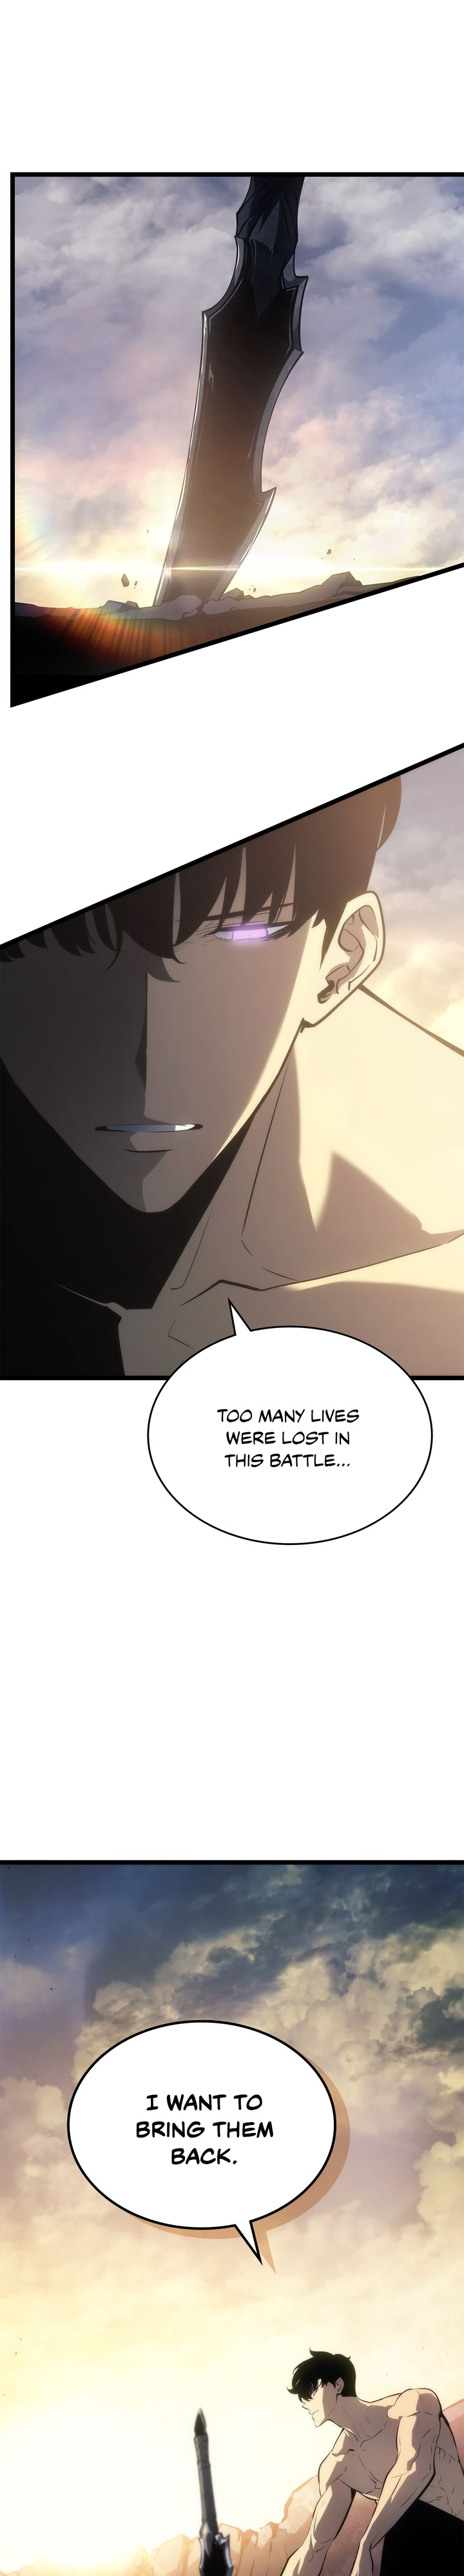 TOO MANY LIVES
WERE LOST IN
THIS BATTLE...
I WANT TO
BRING THEM
BACK.